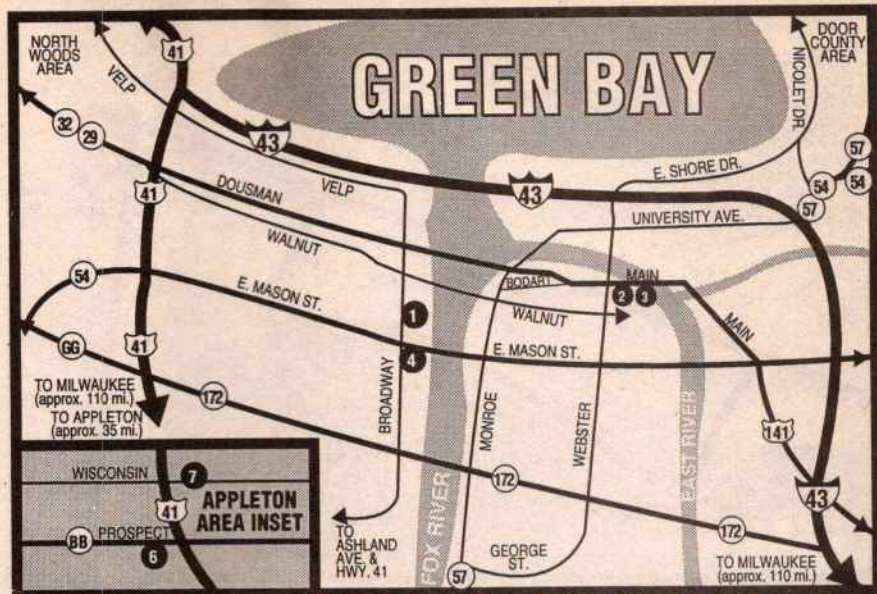 NORTH
WOODS
AREA
VELP
41
GREEN BAY
DOOR
COUNTY
AREA
NICOLET DR.
32
29
43
57
54
54
57
E. SHORE DR.
VELP
43
41
DOUSMAN
UNIVERSITY AVE.
WALNUT
BODART
MAIN
2
3
54
E. MASON ST.
1
WALNUT
MAIN
GG
41
4
E. MASON ST.
TO MILWAUKEE
(approx. 110 mi.)
TO APPLETON
(approx. 35 mi.)
172
BROADWAY
MONROE
WEBSTER
EAST RIVER
141
WISCONSIN
7
41
APPLETON
AREA INSET
BB
PROSPECT
6
172
43
172
TO
ASHLAND
AVE. &
HWY. 41
FOX RIVER
GEORGE
ST.
57
TO MILWAUKEE
(approx. 110 mi.)